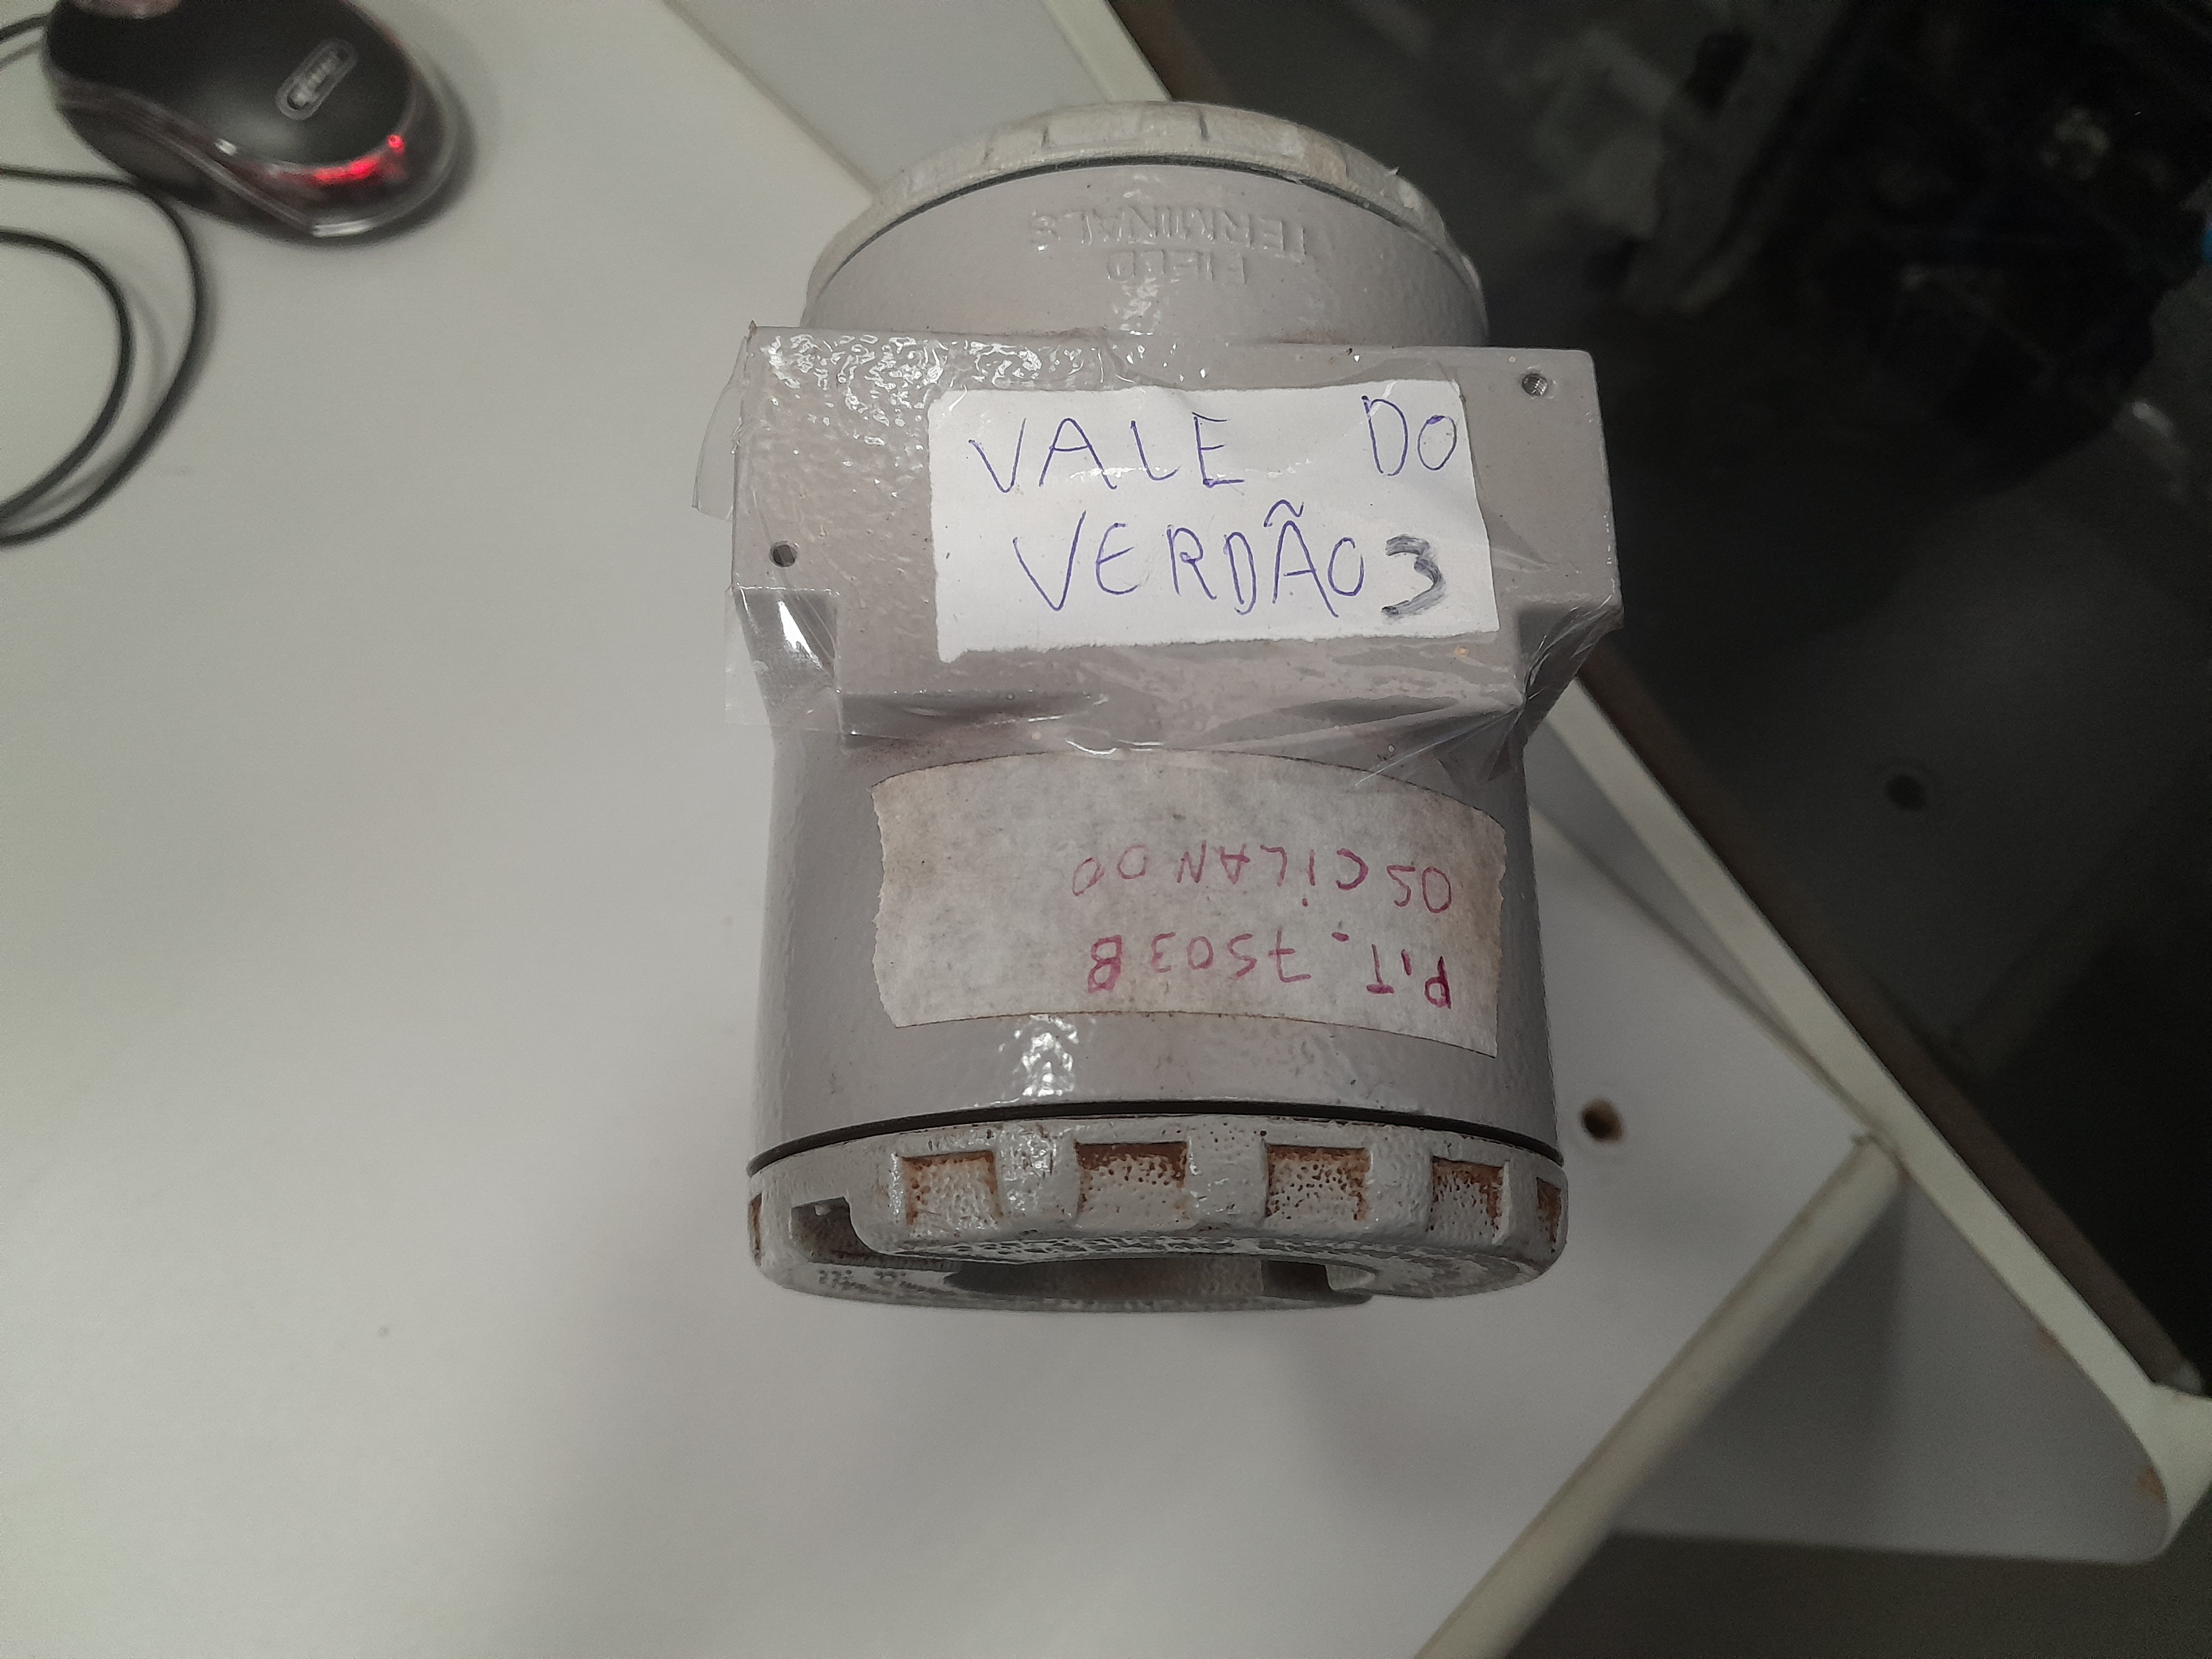 FIELD
TERMINALS
VALE DO
VERDÃO 3
P.T. 7503 B
OSCILANDO